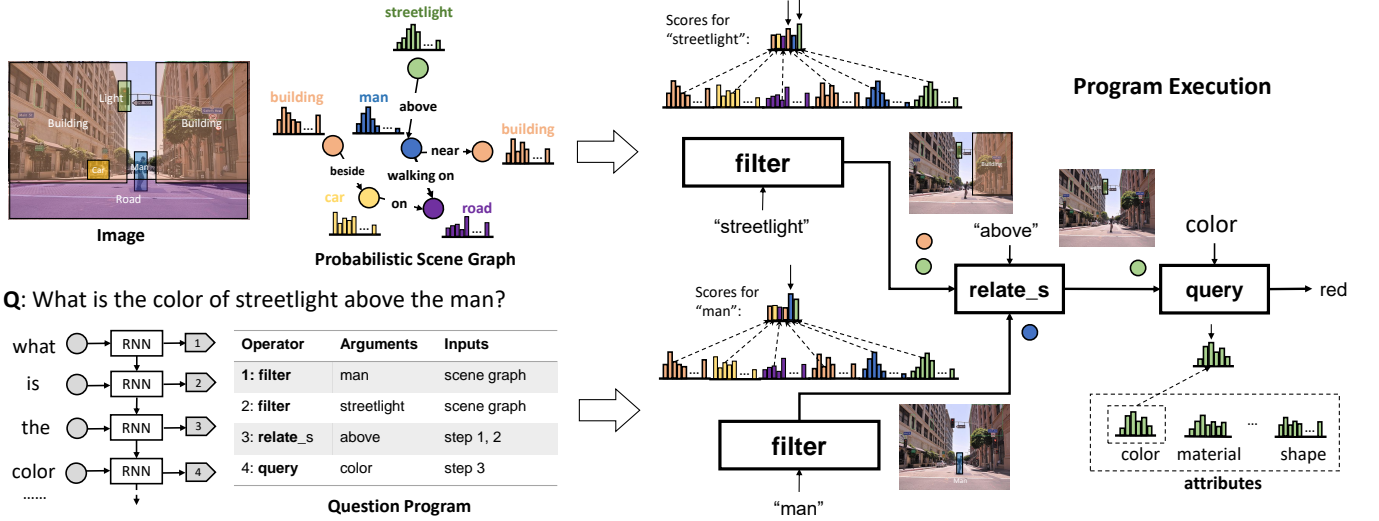 Light
Building
Building
Car
Man
Road
Image
streetlight
above
building
man
building
near
beside
walking on
car
on
road
Probabilistic Scene Graph
Q: What is the color of streetlight above the man?
what
RNN
1
is
RNN
2
the
RNN
3
color
RNN
4
......
Operator Arguments Inputs
1: filter man scene graph
2: filter streetlight scene graph
3: relate_s above step 1, 2
4: query color step 3
Question Program
Scores for
“streetlight”:
Program Execution
filter
“streetlight”
Building
“above”
color
relate_s
query
red
Scores for
“man”:
filter
“man”
Man
color
material
...
shape
attributes